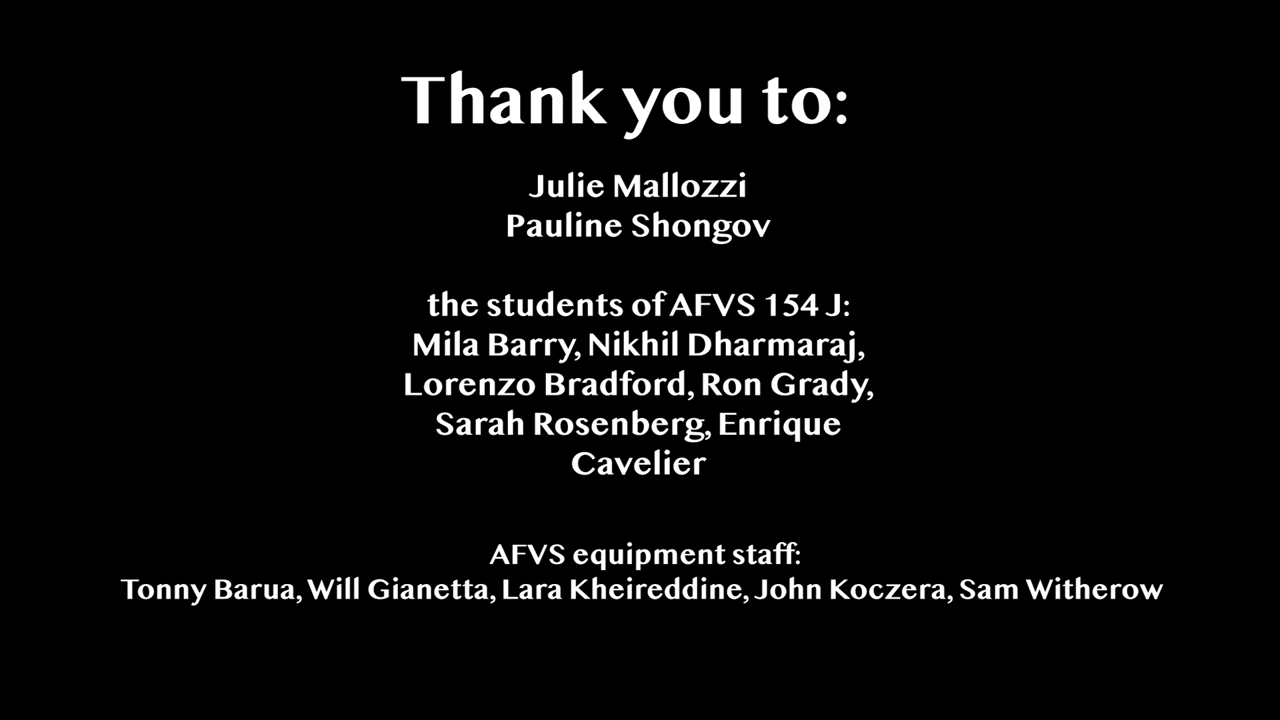 Thank you to:
Julie Mallozzi
Pauline Shongov
the students of AFVS 154 J:
Mila Barry, Nikhil Dharmaraj,
Lorenzo Bradford, Ron Grady,
Sarah Rosenberg, Enrique
Cavelier
AFVS equipment staff:
Tonny Barua, Will Gianetta, Lara Kheireddine, John Koczera, Sam Witherow